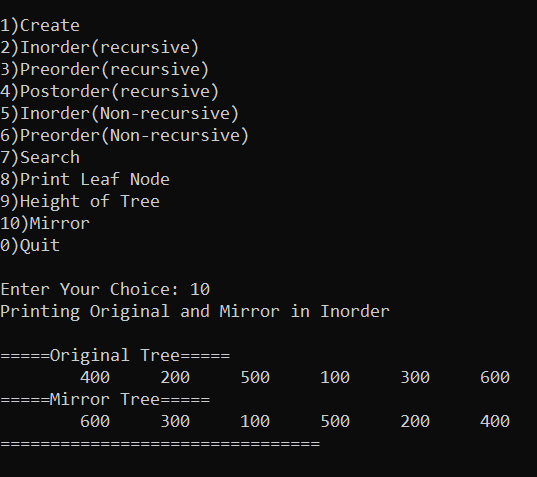 1)Create
2)Inorder(recursive)
3)Preorder(recursive)
4)Postorder(recursive)
5)Inorder(Non-recursive)
6)Preorder(Non-recursive)
7)Search
8)Print Leaf Node
9)Height of Tree
10)Mirror
0)Quit
Enter Your Choice: 10
Printing Original and Mirror in Inorder
=====Original Tree=====
400 200 500 100 300 600
=====Mirror Tree=====
600 300 100 500 200 400
================================